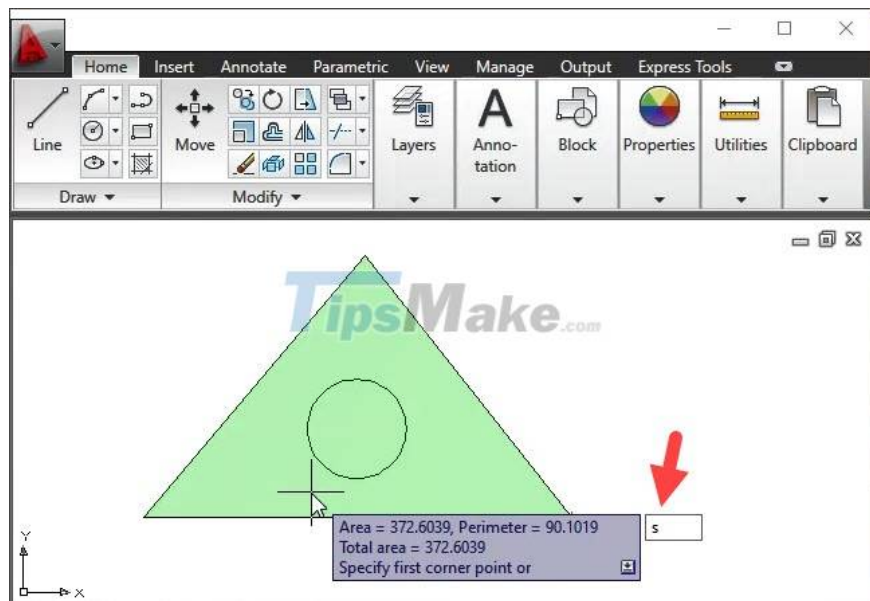 Home Insert Annotate Parametric View Manage Output Express Tools
Line
Move
Layers
Anno-
tation
Block
Properties
Utilities
Clipboard
Draw
Modify
TipsMake.com
Area = 372.6039, Perimeter = 90.1019
Total area = 372.6039
Specify first corner point or
s
Y
X